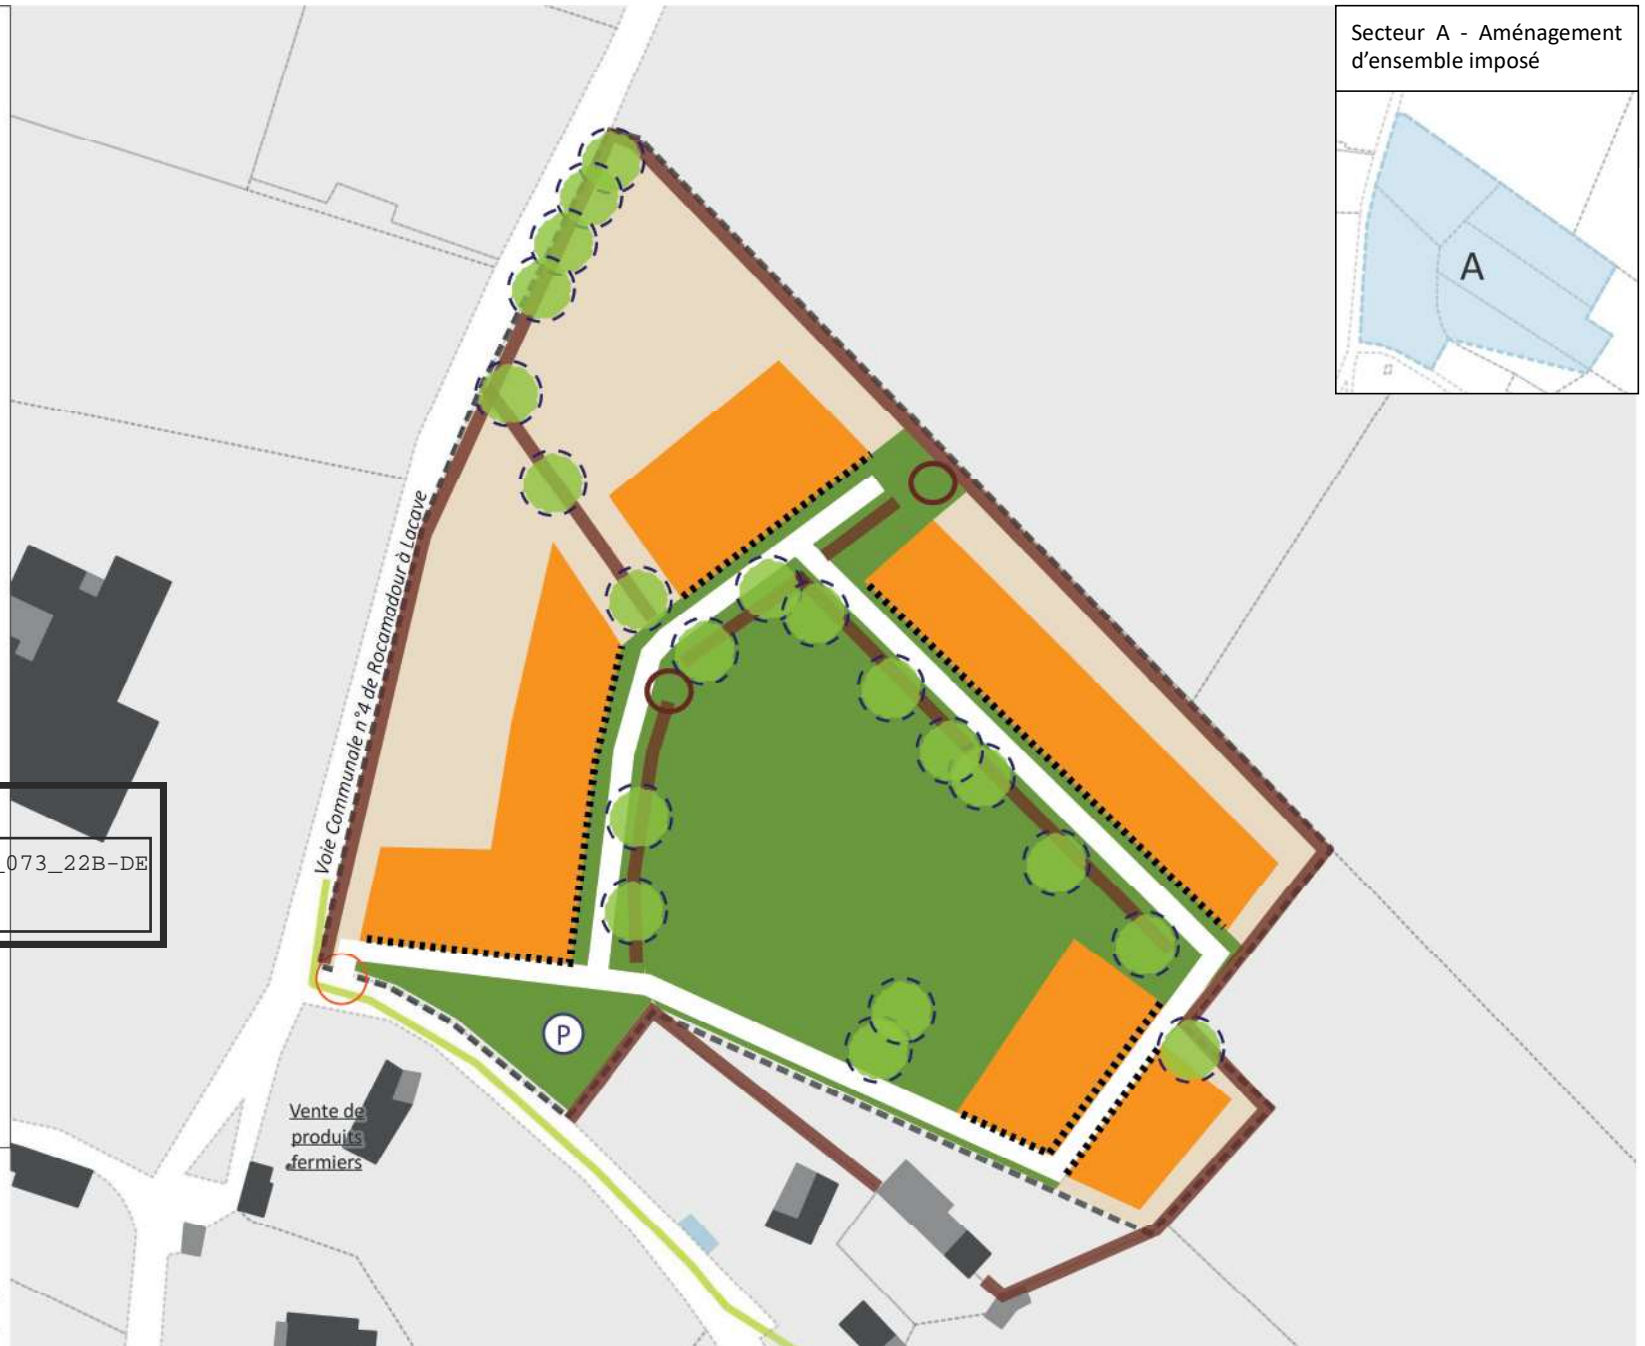 Secteur A - Aménagement
d'ensemble imposé
A
Voie Communale n°4 de Rocamadour à Lacave
_073_22B-DE
P
Vente de
produits
fermiers